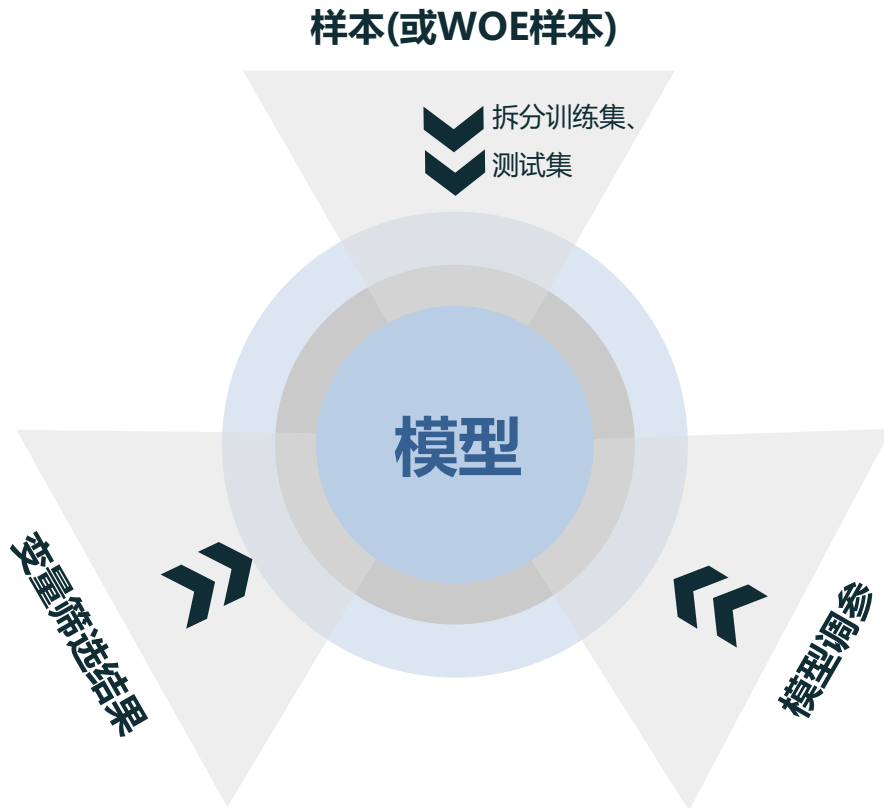 样本(或WOE样本)
拆分训练集、
测试集
模型
变量筛选结果
模型调参